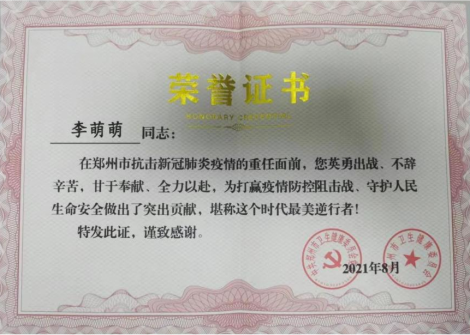 荣誉证书
HONORARY CREDENTIAL
李萌萌 同志：
在郑州市抗击新冠肺炎疫情的重任面前，您英勇出战、不辞
辛苦，甘于奉献、全力以赴，为打赢疫情防控阻击战、守护人民
生命安全做出了突出贡献，堪称这个时代最美逆行者！
特发此证，谨致感谢。
2021年8月